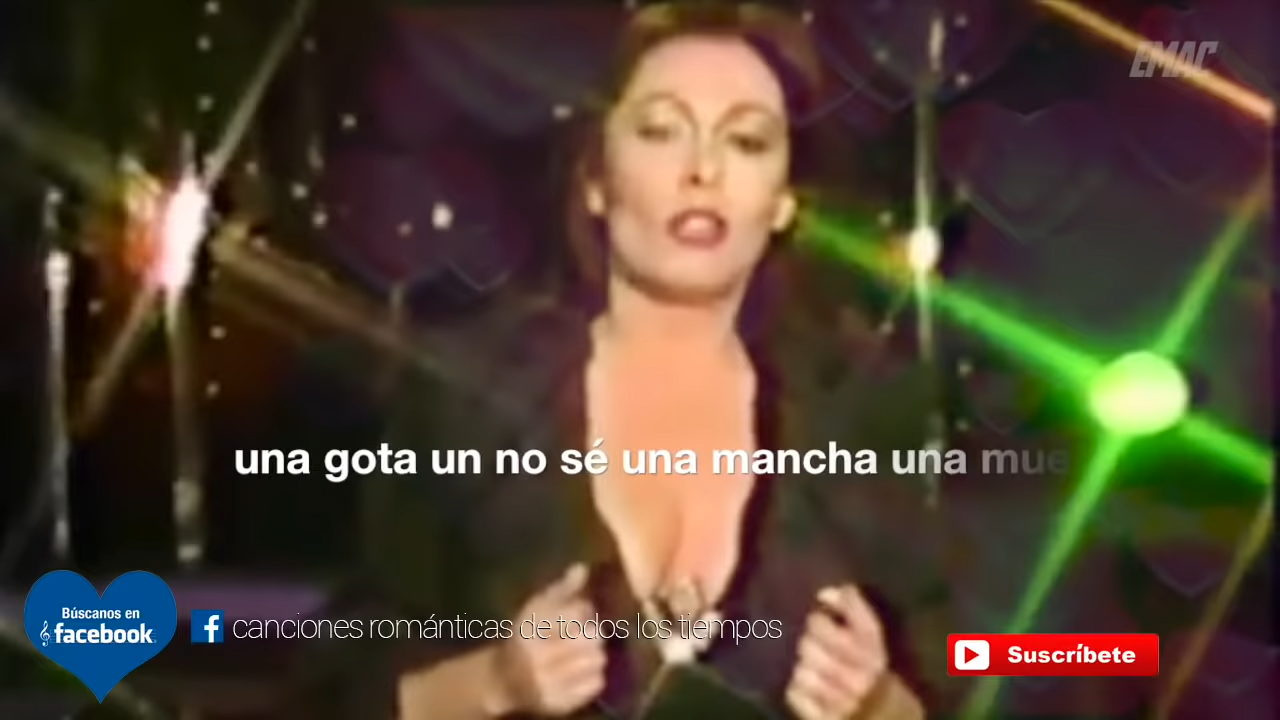 EMAC
una gota un no sé una mancha una mue
Búscanos en
facebook
f canciones románticas de todos los tiempos
Suscríbete